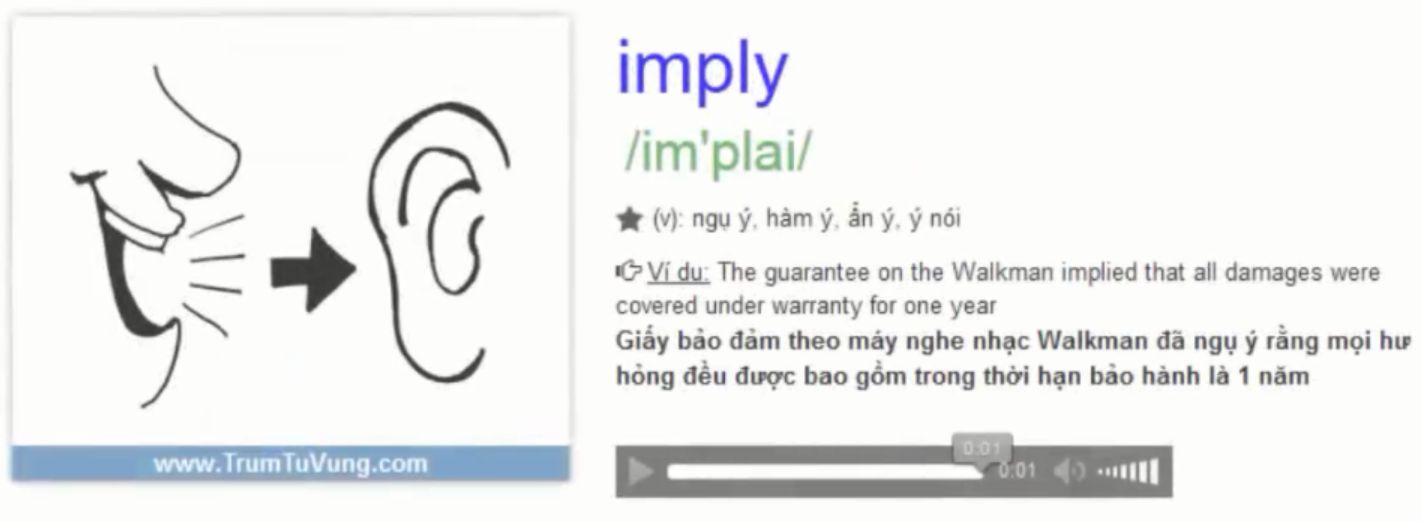 imply
/im'plai/
(v): ngụ ý, hàm ý, ẩn ý, ý nói
Ví dụ: The guarantee on the Walkman implied that all damages were
covered under warranty for one year
Giấy bảo đảm theo máy nghe nhạc Walkman đã ngụ ý rằng mọi hư
hỏng đều được bao gồm trong thời hạn bảo hành là 1 năm
www.TrumTuVung.com
0:01
0:01